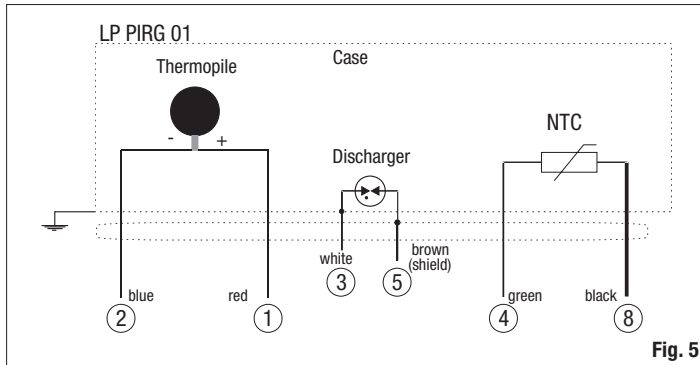 LP PIRG 01
Case
Thermopile
- +
NTC
Discharger
white
brown
(shield)
3
5
blue
red
green
black
2
1
4
8
Fig. 5